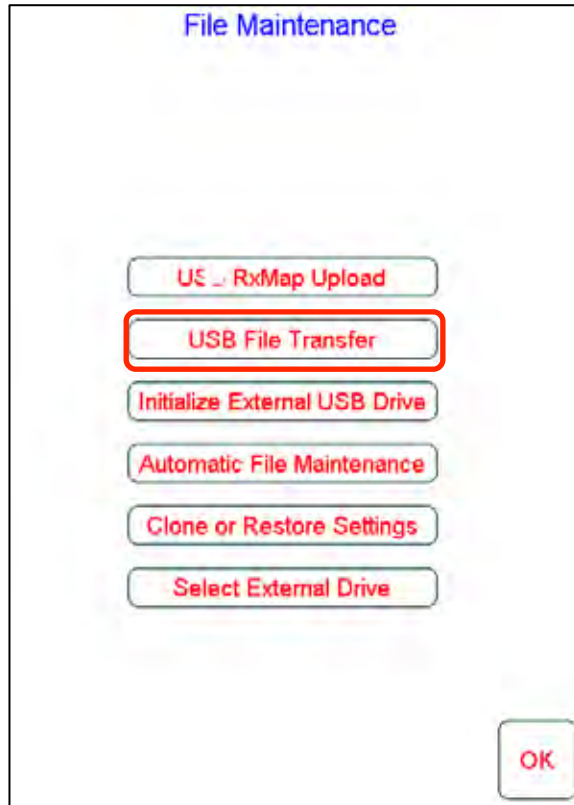 File Maintenance
RxMap Upload
USB File Transfer
Initialize External USB Drive
Automatic File Maintenance
Clone or Restore Settings
Select External Drive
OK